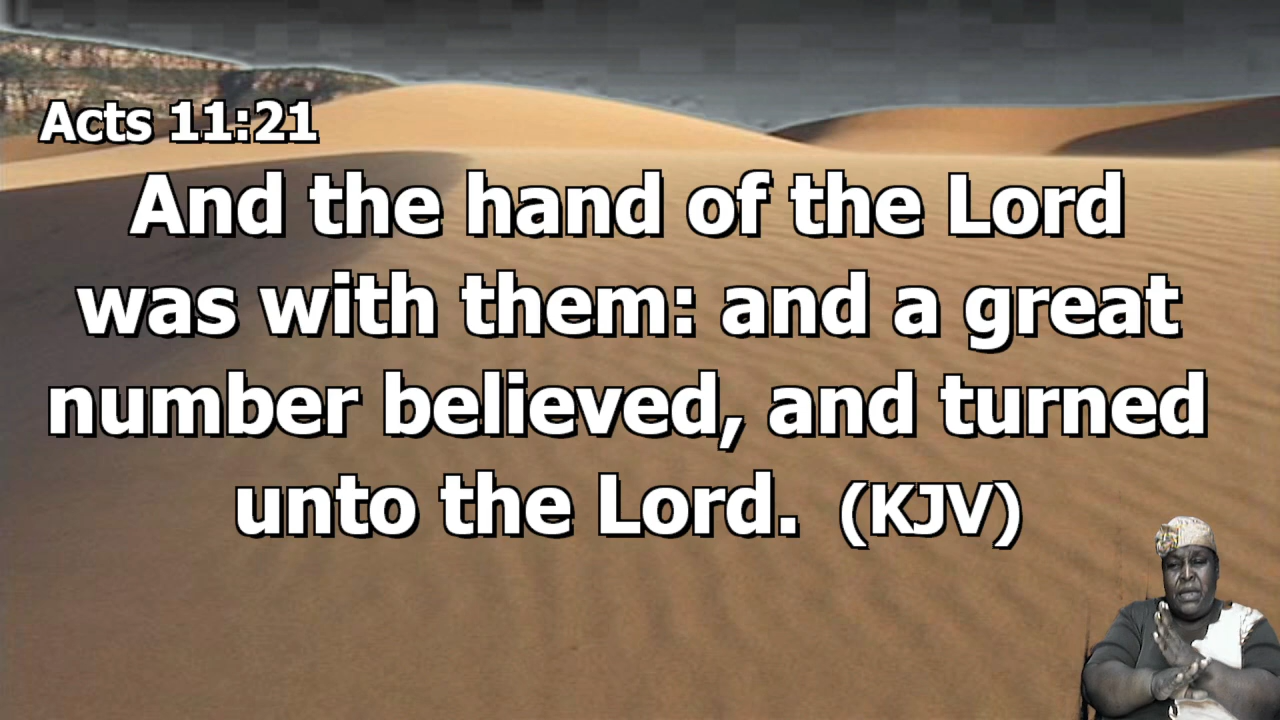 Acts 11:21
And the hand of the Lord
was with them: and a great
number believed, and turned
unto the Lord. (KJV)